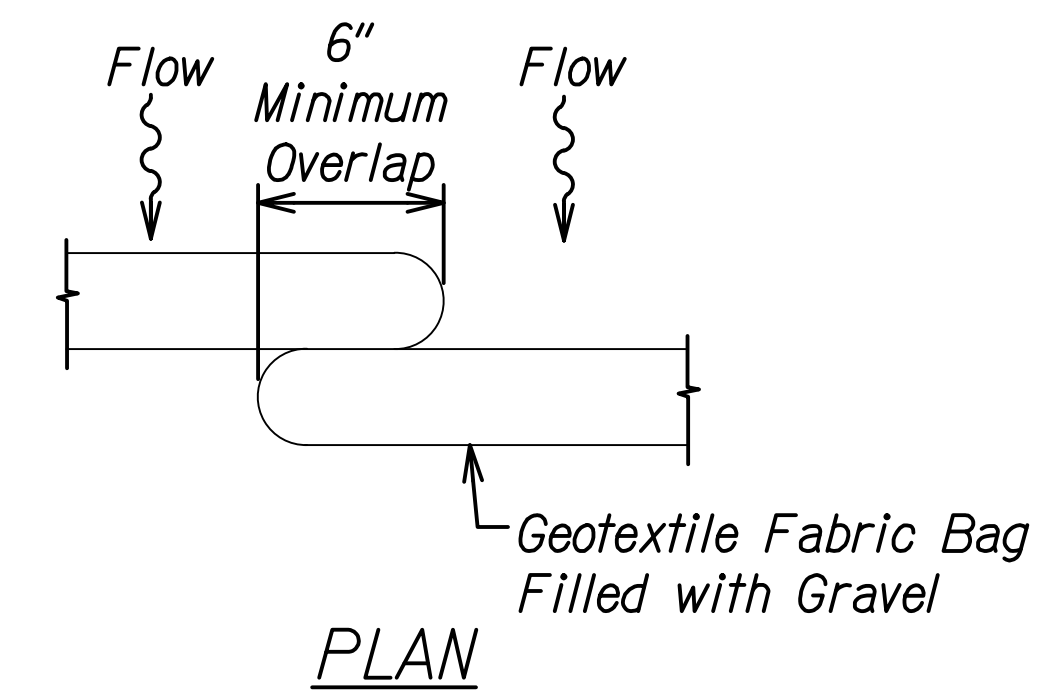 Flow
6"
Minimum
Overlap
Flow
Geotextile Fabric Bag
Filled with Gravel
PLAN